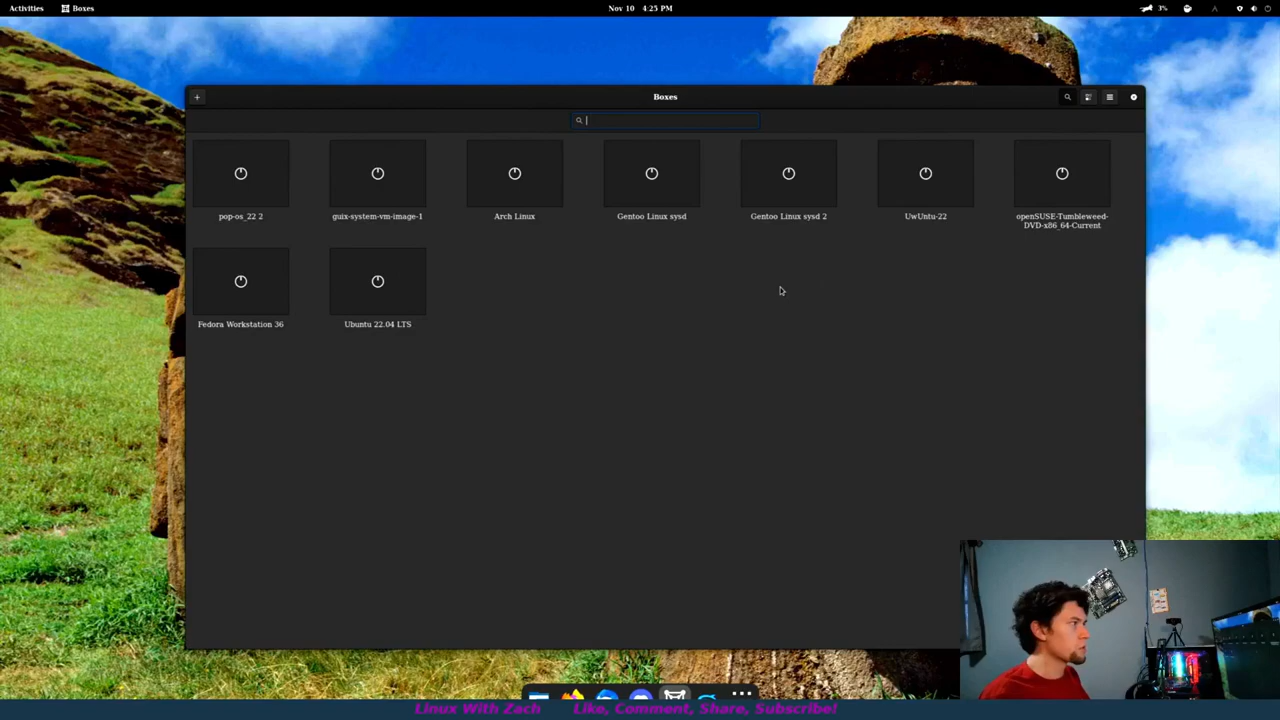 Activities Boxes Nov 10 4:25 PM 3%
Boxes
pop-os_22 2
guix-system-vm-image-1
Arch Linux
Gentoo Linux sysd
Gentoo Linux sysd 2
UwUntu-22
openSUSE-Tumbleweed-
DVD-x86_64-Current
Fedora Workstation 36
Ubuntu 22.04 LTS
Linux With Zach Like, Comment, Share, Subscribe!